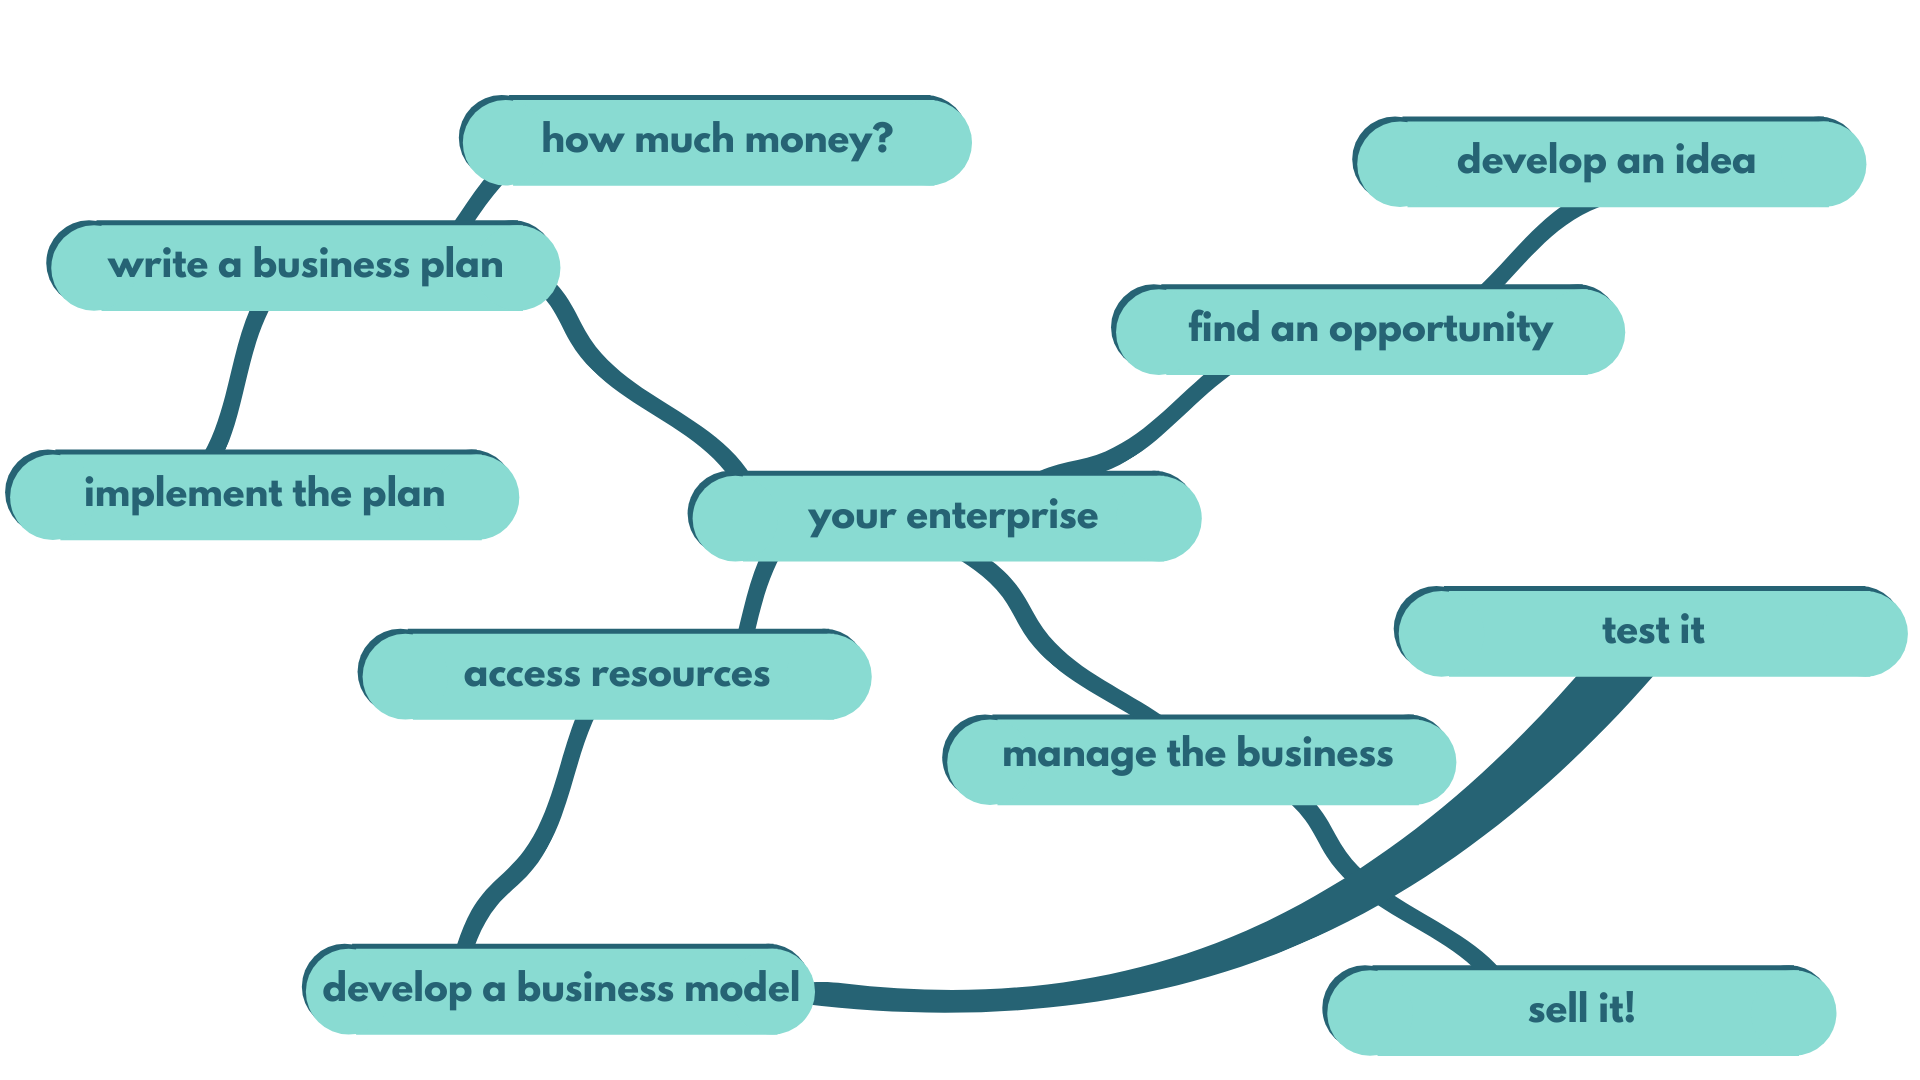 how much money?
develop an idea
write a business plan
find an opportunity
implement the plan
your enterprise
test it
access resources
manage the business
develop a business model
sell it!